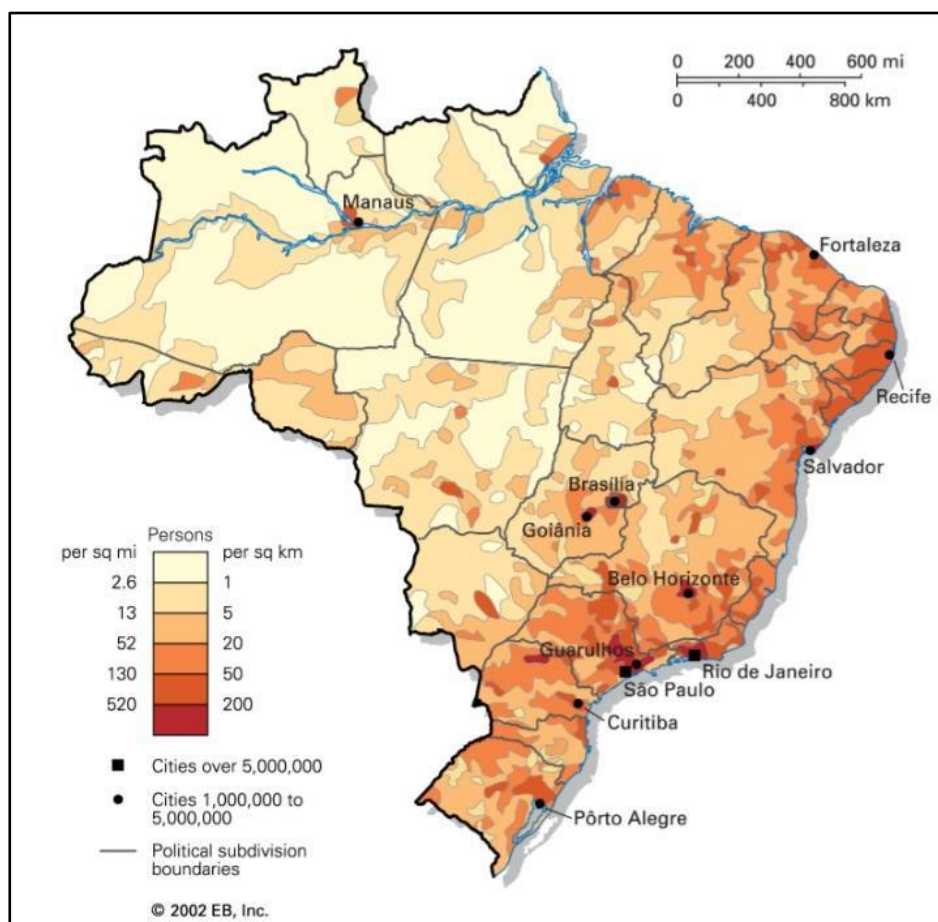 0 200 400 600 mi
0 400 800 km
Manaus
Fortaleza
Recife
Salvador
Brasília
Goiânia
Belo Horizonte
Guarulhos
Rio de Janeiro
São Paulo
Curitiba
Pôrto Alegre
Persons
per sq mi per sq km
2.6 1
13 5
52 20
130 50
520 200
Cities over 5,000,000
Cities 1,000,000 to
5,000,000
Political subdivision
boundaries
© 2002 EB, Inc.